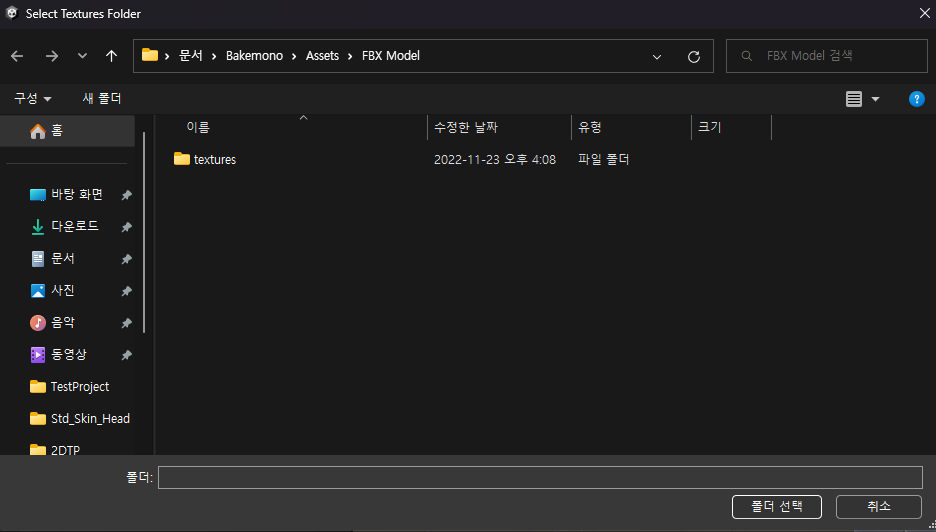 Select Textures Folder
문서 Bakemono Assets FBX Model
FBX Model 검색
구성 새 폴더
홈
이름 수정한 날짜 유형 크기
textures 2022-11-23 오후 4:08 파일 폴더
바탕 화면
다운로드
문서
사진
음악
동영상
TestProject
Std_Skin_Head
2DTP
폴더:
폴더 선택 취소